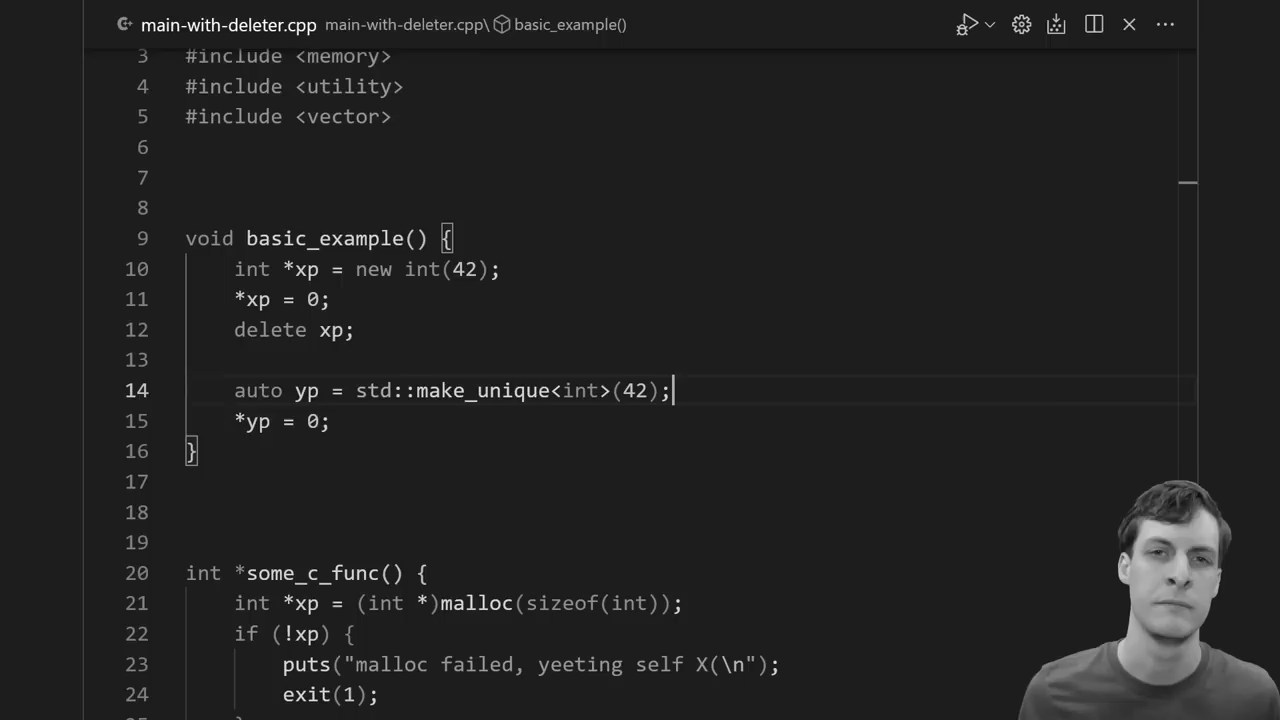 main-with-deleter.cpp main-with-deleter.cpp\ basic_example()
3 #include <memory>
4 #include <utility>
5 #include <vector>
6
7
8
9 void basic_example() {
10 int *xp = new int(42);
11 *xp = 0;
12 delete xp;
13
14 auto yp = std::make_unique<int>(42);
15 *yp = 0;
16 }
17
18
19
20 int *some_c_func() {
21 int *xp = (int *)malloc(sizeof(int));
22 if (!xp) {
23 puts("malloc failed, yeeting self X(\n");
24 exit(1);